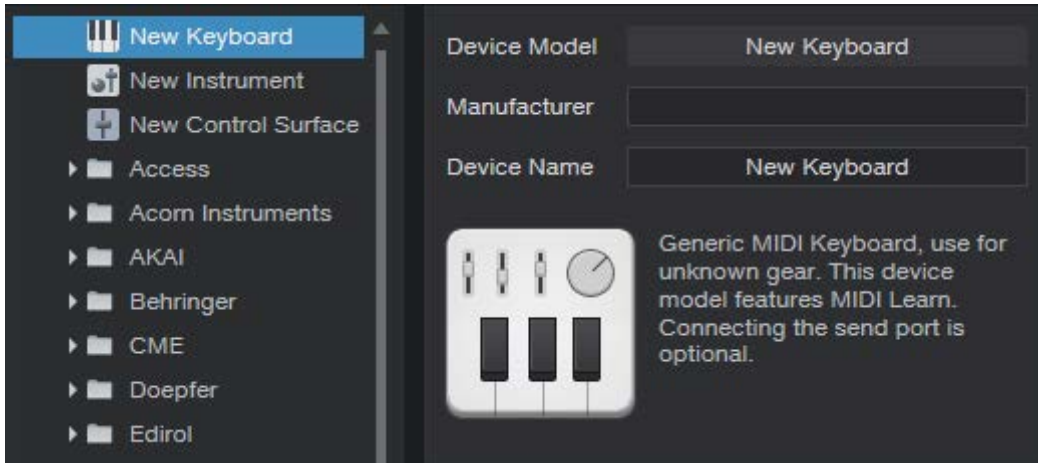 New Keyboard
New Instrument
New Control Surface
Access
Acorn Instruments
AKAI
Behringer
CME
Doepfer
Edirol
Device Model New Keyboard
Manufacturer
Device Name New Keyboard
Generic MIDI Keyboard, use for
unknown gear. This device
model features MIDI Learn.
Connecting the send port is
optional.